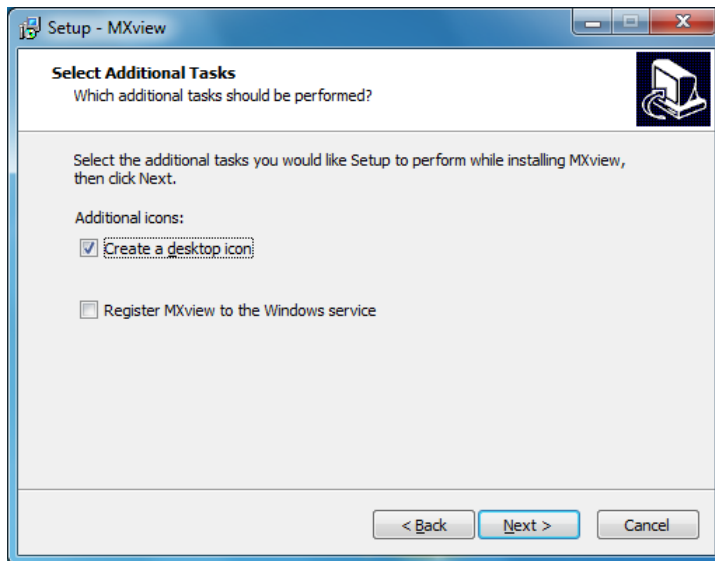 Setup - MXview
Select Additional Tasks
Which additional tasks should be performed?
Select the additional tasks you would like Setup to perform while installing MXview,
then click Next.
Additional icons:
Create a desktop icon
Register MXview to the Windows service
< Back
Next >
Cancel